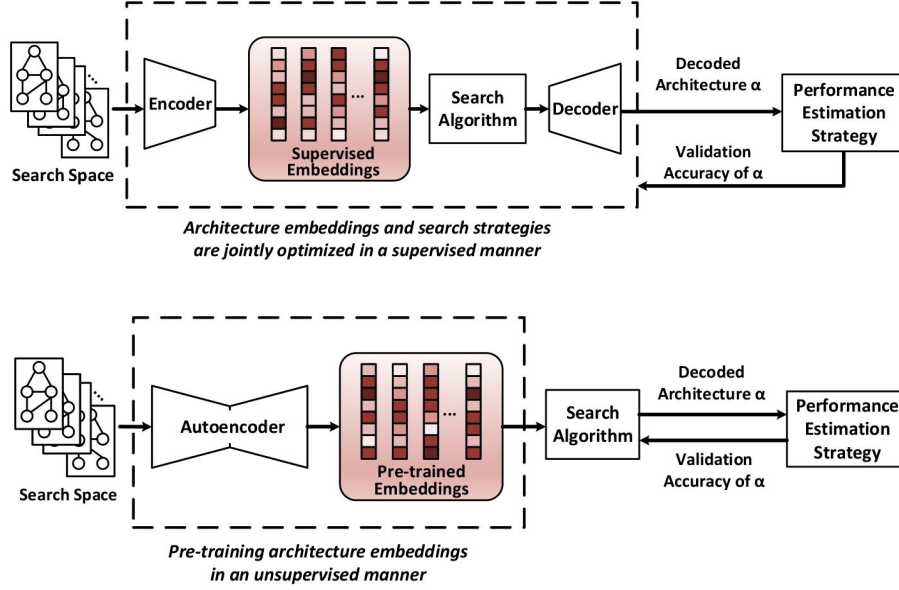 Search Space
Encoder
...
Supervised
Embeddings
Search
Algorithm
Decoder
Decoded
Architecture α
Performance
Estimation
Strategy
Validation
Accuracy of α
Architecture embeddings and search strategies
are jointly optimized in a supervised manner
Search Space
Autoencoder
...
Pre-trained
Embeddings
Search
Algorithm
Decoded
Architecture α
Performance
Estimation
Strategy
Validation
Accuracy of α
Pre-training architecture embeddings
in an unsupervised manner